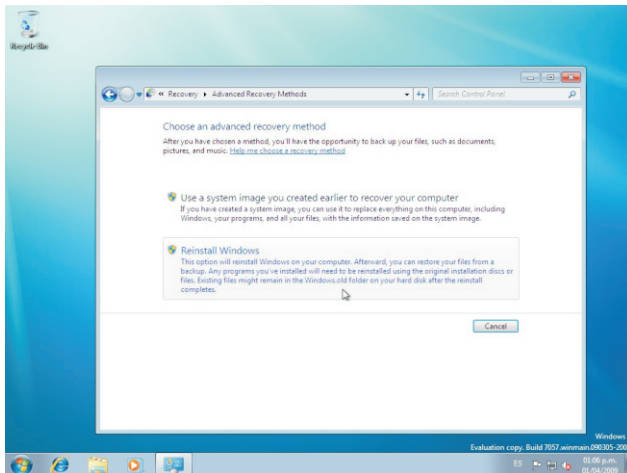 Recycle Bin
« Recovery ▸ Advanced Recovery Methods
Search Control Panel
Choose an advanced recovery method
After you have chosen a method, you'll have the opportunity to back up your files, such as documents,
pictures, and music. Help me choose a recovery method
Use a system image you created earlier to recover your computer
If you have created a system image, you can use it to replace everything on this computer, including
Windows, your programs, and all your files, with the information saved on the system image.
Reinstall Windows
This option will reinstall Windows on your computer. Afterward, you can restore your files from a
backup. Any programs you've installed will need to be reinstalled using the original installation discs or
files. Existing files might remain in the Windows.old folder on your hard disk after the reinstall
completes.
Cancel
Windows
Evaluation copy. Build 7057.winmain.090305-200
ES
01:06 p.m.
01/04/2009